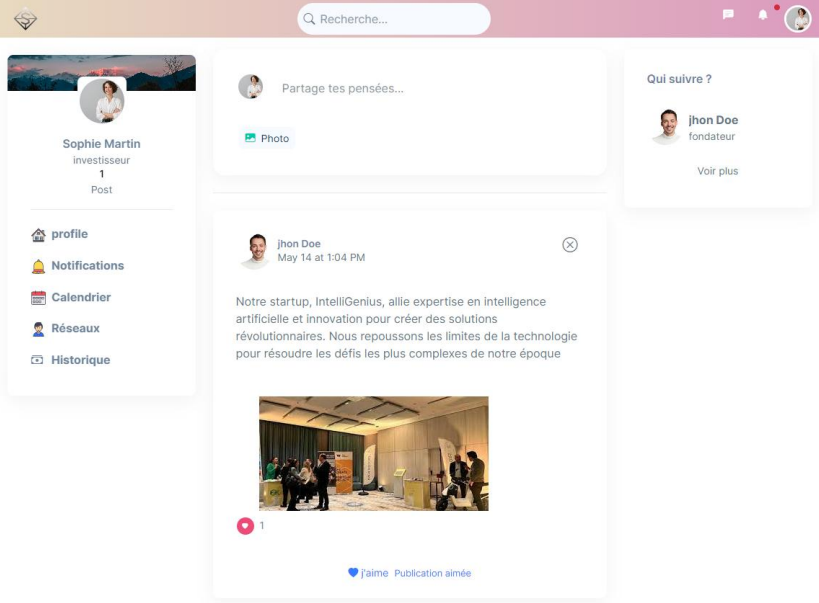 Recherche...
Sophie Martin
investisseur
1
Post
profile
Notifications
Calendrier
Réseaux
Historique
Partage tes pensées...
Photo
jhon Doe
May 14 at 1:04 PM
Notre startup, IntelliGenius, allie expertise en intelligence
artificielle et innovation pour créer des solutions
révolutionnaires. Nous repoussons les limites de la technologie
pour résoudre les défis les plus complexes de notre époque
1
j'aime Publication aimée
Qui suivre ?
jhon Doe
fondateur
Voir plus